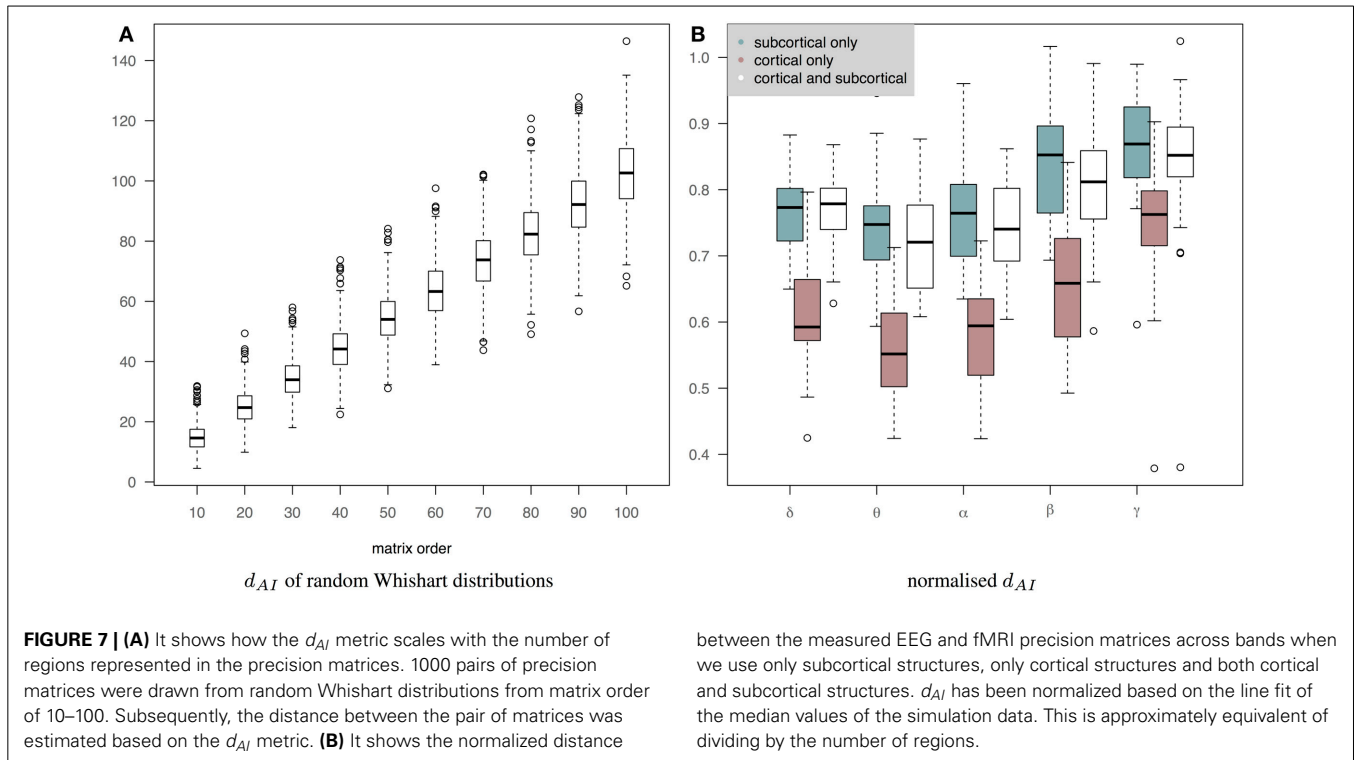 A
140
120
100
80
60
40
20
0
10 20 30 40 50 60 70 80 90 100
matrix order
d_AI of random Whishart distributions
B
subcortical only
cortical only
cortical and subcortical
1.0
0.9
0.8
0.7
0.6
0.5
0.4
δ θ α β γ
normalised d_AI
FIGURE 7 | (A) It shows how the d_AI metric scales with the number of
regions represented in the precision matrices. 1000 pairs of precision
matrices were drawn from random Whishart distributions from matrix order
of 10–100. Subsequently, the distance between the pair of matrices was
estimated based on the d_AI metric. (B) It shows the normalized distance
between the measured EEG and fMRI precision matrices across bands when
we use only subcortical structures, only cortical structures and both cortical
and subcortical structures. d_AI has been normalized based on the line fit of
the median values of the simulation data. This is approximately equivalent of
dividing by the number of regions.